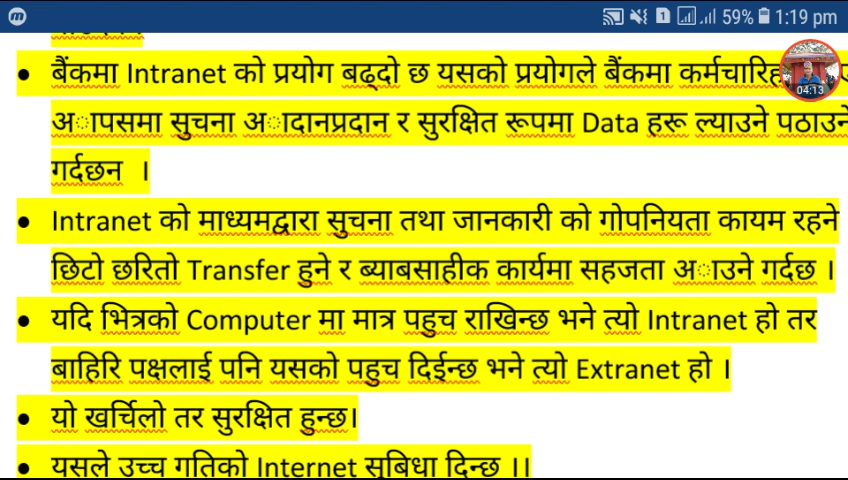 59% 1:19 pm
• बैंकमा Intranet को प्रयोग बढ्दो छ यसको प्रयोगले बैंकमा
04:13
अापसमा सुचना अादानप्रदान र सुरक्षित रूपमा Data हरू ल्याउने पठाउने
गर्दछन ।
• Intranet को माध्यमद्वारा सुचना तथा जानकारी को गोपनियता कायम रहने
छिटो छरितो Transfer हुने र ब्याबसाहीक कार्यमा सहजता अाउने गर्दछ ।
• यदि भित्रको Computer मा मात्र पहुच राखिन्छ भने त्यो Intranet हो तर
बाहिरि पक्षलाई पनि यसको पहुच दिईन्छ भने त्यो Extranet हो ।
• यो खर्चिलो तर सुरक्षित हुन्छ।
• यसले उच्च गतिको Internet सुबिधा दिन्छ ।।